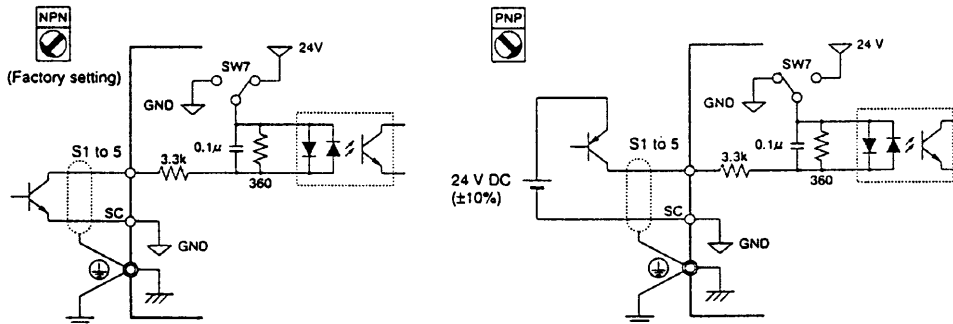 NPN
(Factory setting)
SW7
24V
GND
S1 to 5
3.3k
0.1μ
360
SC
GND
PNP
24 V DC
(±10%)
SW7
24 V
GND
S1 to 5
3.3k
0.1μ
360
SC
GND